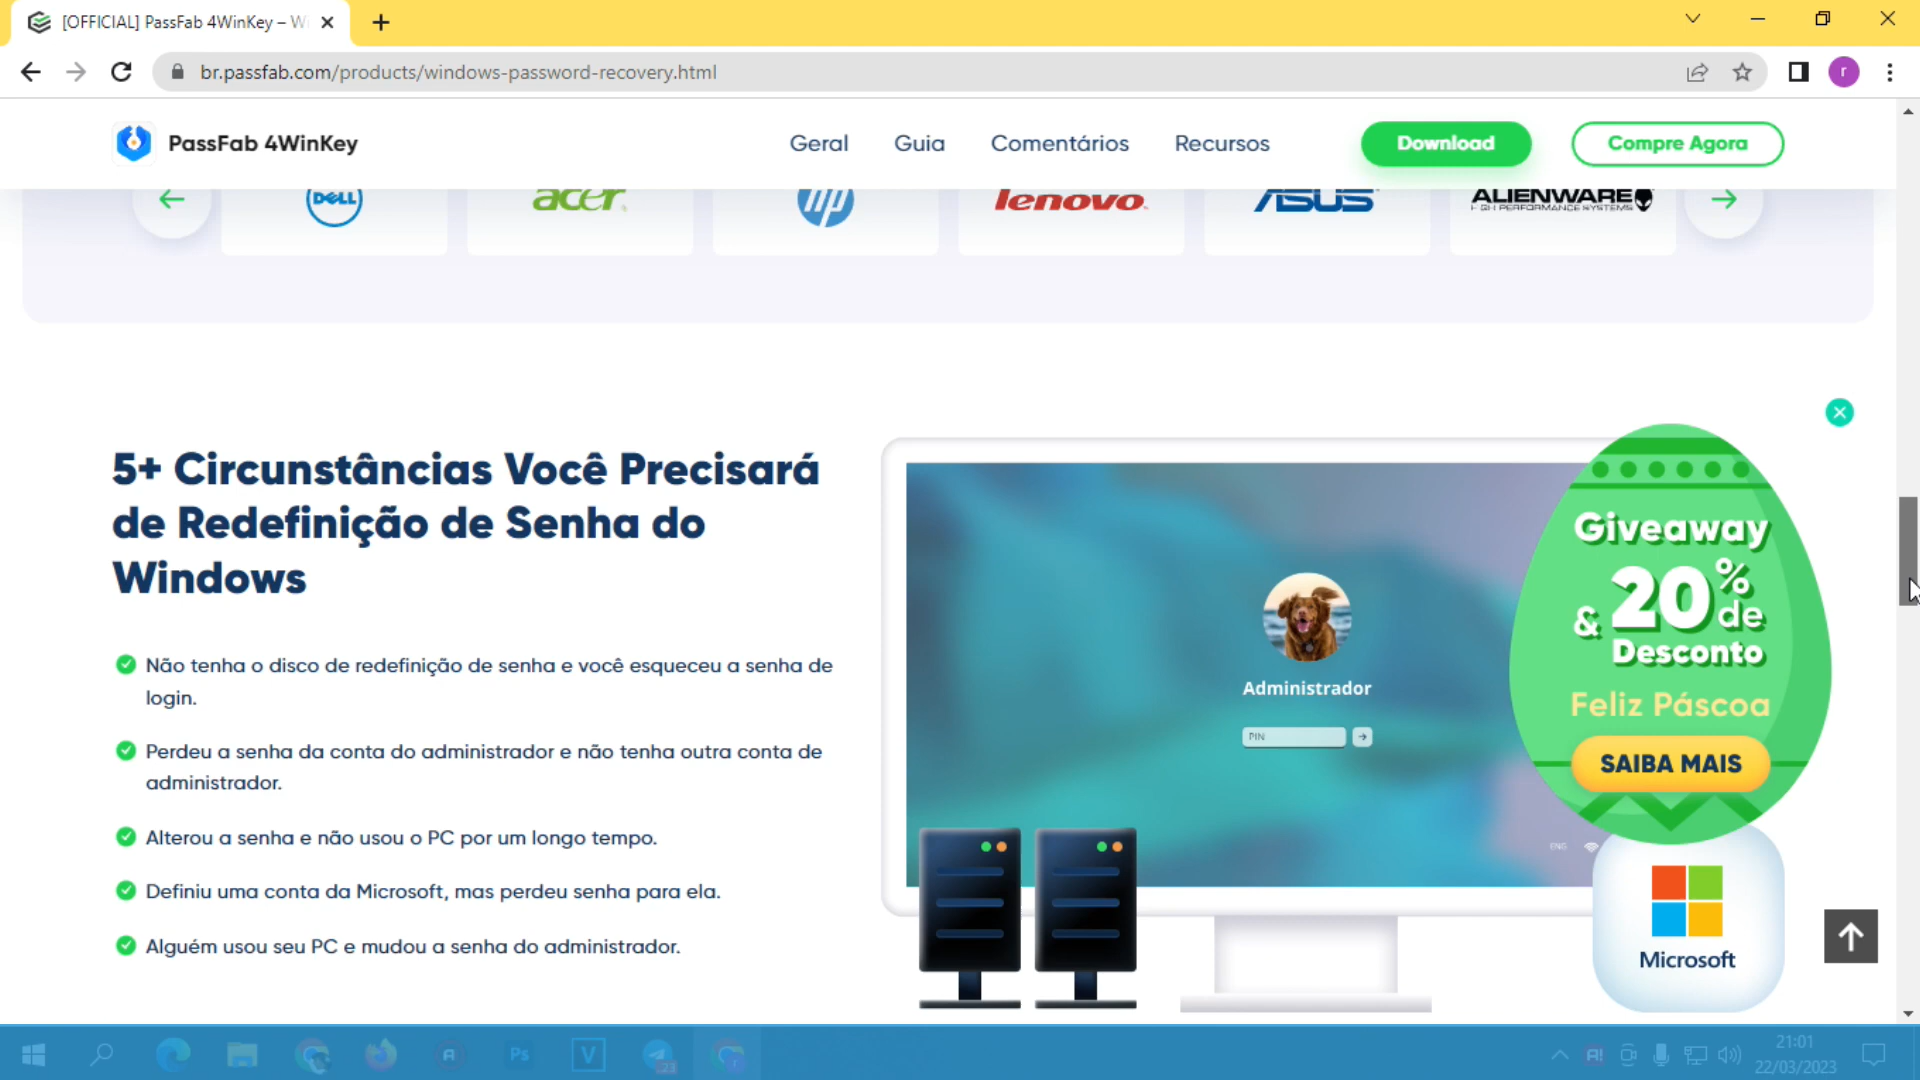 [OFFICIAL] PassFab 4WinKey – Wi
br.passfab.com/products/windows-password-recovery.html
r
PassFab 4WinKey
Geral
Guia
Comentários
Recursos
Download
Compre Agora
DELL
acer
hp
lenovo
ASUS
ALIENWARE
5+ Circunstâncias Você Precisará
de Redefinição de Senha do
Windows
Não tenha o disco de redefinição de senha e você esqueceu a senha de
login.
Perdeu a senha da conta do administrador e não tenha outra conta de
administrador.
Alterou a senha e não usou o PC por um longo tempo.
Definiu uma conta da Microsoft, mas perdeu senha para ela.
Alguém usou seu PC e mudou a senha do administrador.
Administrador
PIN
ENG
Giveaway
& 20% de
Desconto
Feliz Páscoa
SAIBA MAIS
Microsoft
Ps
V
23
21:01
22/03/2023